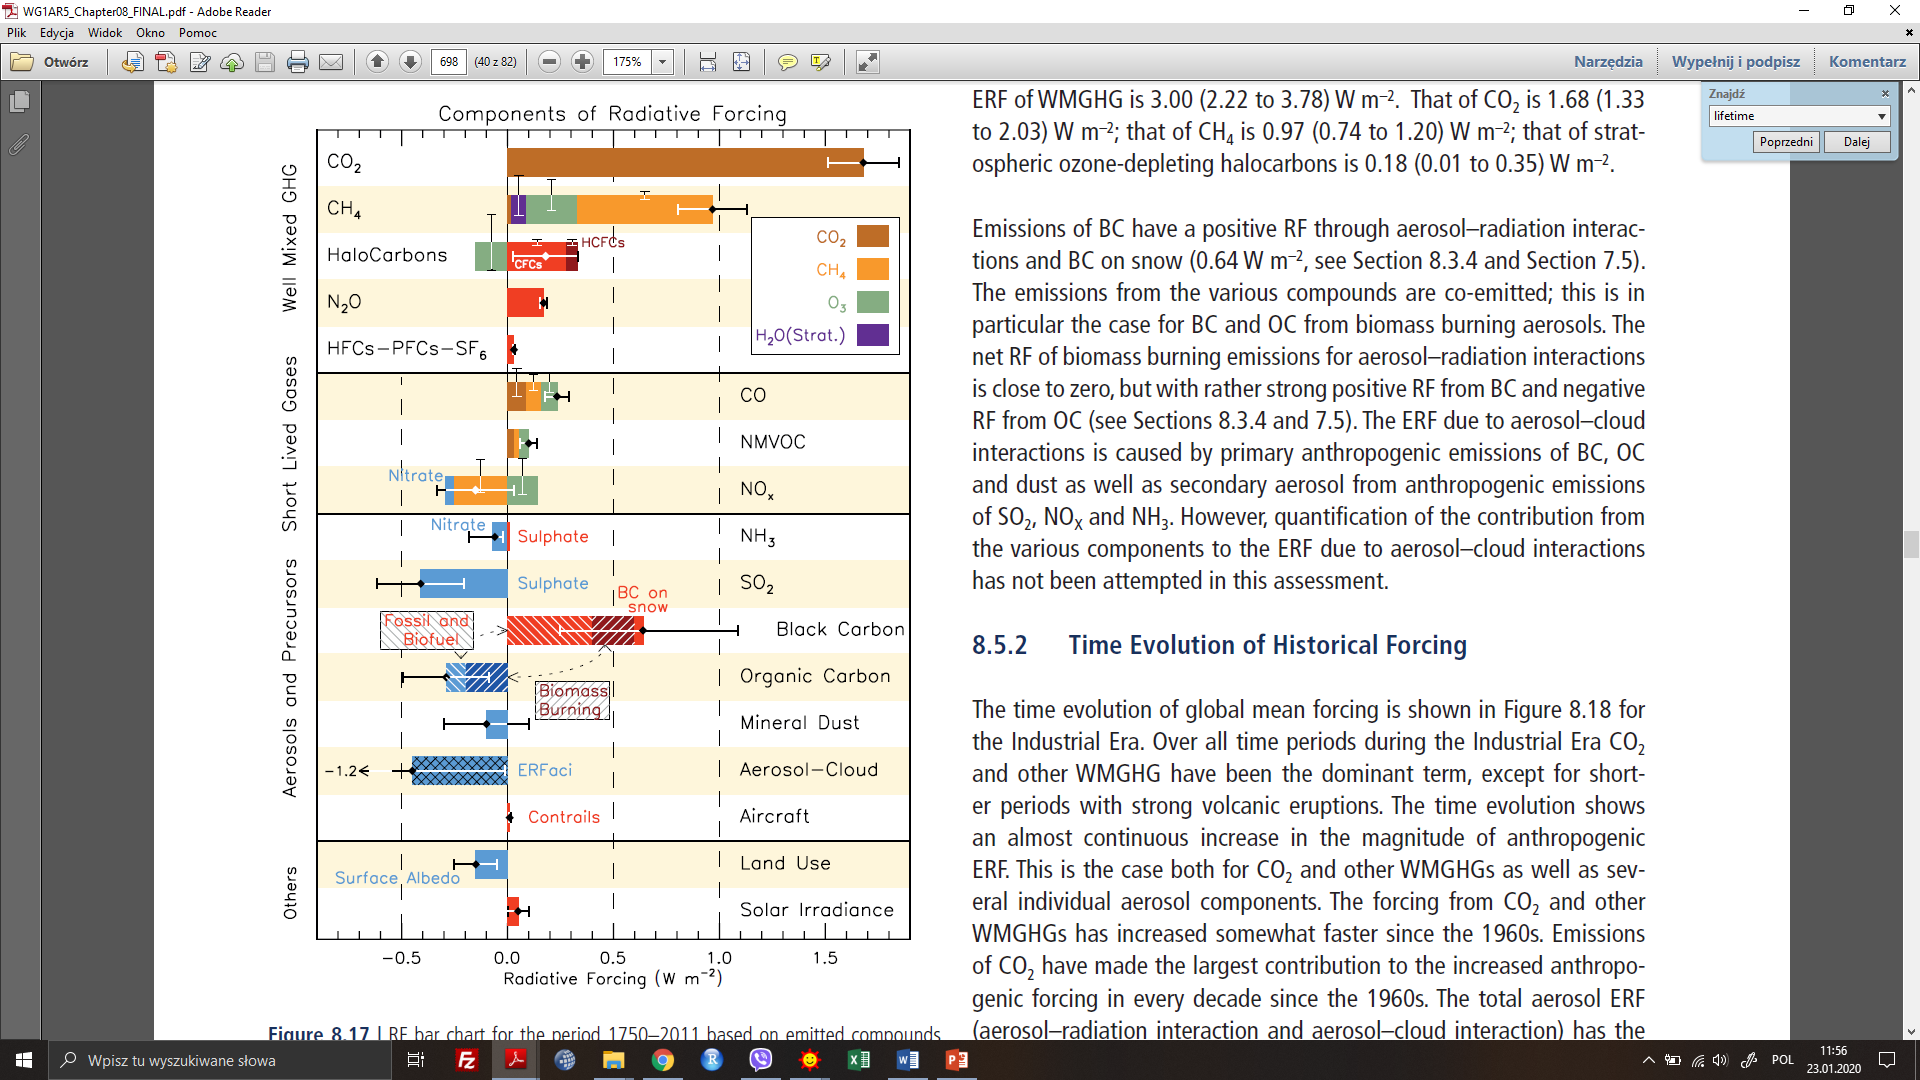 WG1AR5_Chapter08_FINAL.pdf - Adobe Reader
Plik Edycja Widok Okno Pomoc
Otwórz 698 (40 z 82) 175% Narzędzia Wypełnij i podpisz Komentarz
Znajdź
lifetime
Poprzedni Dalej
Components of Radiative Forcing
Well Mixed GHG
CO₂
CH₄
HaloCarbons
HCFCs
CFCs
N₂O
HFCs-PFCs-SF₆
CO₂
CH₄
O₃
H₂O(Strat.)
Short Lived Gases
CO
NMVOC
Nitrate
NOₓ
Aerosols and Precursors
Nitrate
Sulphate
NH₃
Sulphate
SO₂
BC on
snow
Fossil and
Biofuel
Black Carbon
Organic Carbon
Biomass
Burning
Mineral Dust
-1.2
ERFaci
Aerosol-Cloud
Contrails
Aircraft
Others
Land Use
Surface Albedo
Solar Irradiance
-0.5 0.0 0.5 1.0 1.5
Radiative Forcing (W m⁻²)
Figure 8.17 | RF bar chart for the period 1750–2011 based on emitted compounds
ERF of WMGHG is 3.00 (2.22 to 3.78) W m⁻². That of CO₂ is 1.68 (1.33
to 2.03) W m⁻²; that of CH₄ is 0.97 (0.74 to 1.20) W m⁻²; that of strat-
ospheric ozone-depleting halocarbons is 0.18 (0.01 to 0.35) W m⁻².
Emissions of BC have a positive RF through aerosol–radiation interac-
tions and BC on snow (0.64 W m⁻², see Section 8.3.4 and Section 7.5).
The emissions from the various compounds are co-emitted; this is in
particular the case for BC and OC from biomass burning aerosols. The
net RF of biomass burning emissions for aerosol–radiation interactions
is close to zero, but with rather strong positive RF from BC and negative
RF from OC (see Sections 8.3.4 and 7.5). The ERF due to aerosol–cloud
interactions is caused by primary anthropogenic emissions of BC, OC
and dust as well as secondary aerosol from anthropogenic emissions
of SO₂, NOₓ and NH₃. However, quantification of the contribution from
the various components to the ERF due to aerosol–cloud interactions
has not been attempted in this assessment.
8.5.2 Time Evolution of Historical Forcing
The time evolution of global mean forcing is shown in Figure 8.18 for
the Industrial Era. Over all time periods during the Industrial Era CO₂
and other WMGHG have been the dominant term, except for short-
er periods with strong volcanic eruptions. The time evolution shows
an almost continuous increase in the magnitude of anthropogenic
ERF. This is the case both for CO₂ and other WMGHGs as well as sev-
eral individual aerosol components. The forcing from CO₂ and other
WMGHGs has increased somewhat faster since the 1960s. Emissions
of CO₂ have made the largest contribution to the increased anthropo-
genic forcing in every decade since the 1960s. The total aerosol ERF
(aerosol–radiation interaction and aerosol–cloud interaction) has the
Wpisz tu wyszukiwane słowa
POL
11:56
23.01.2020